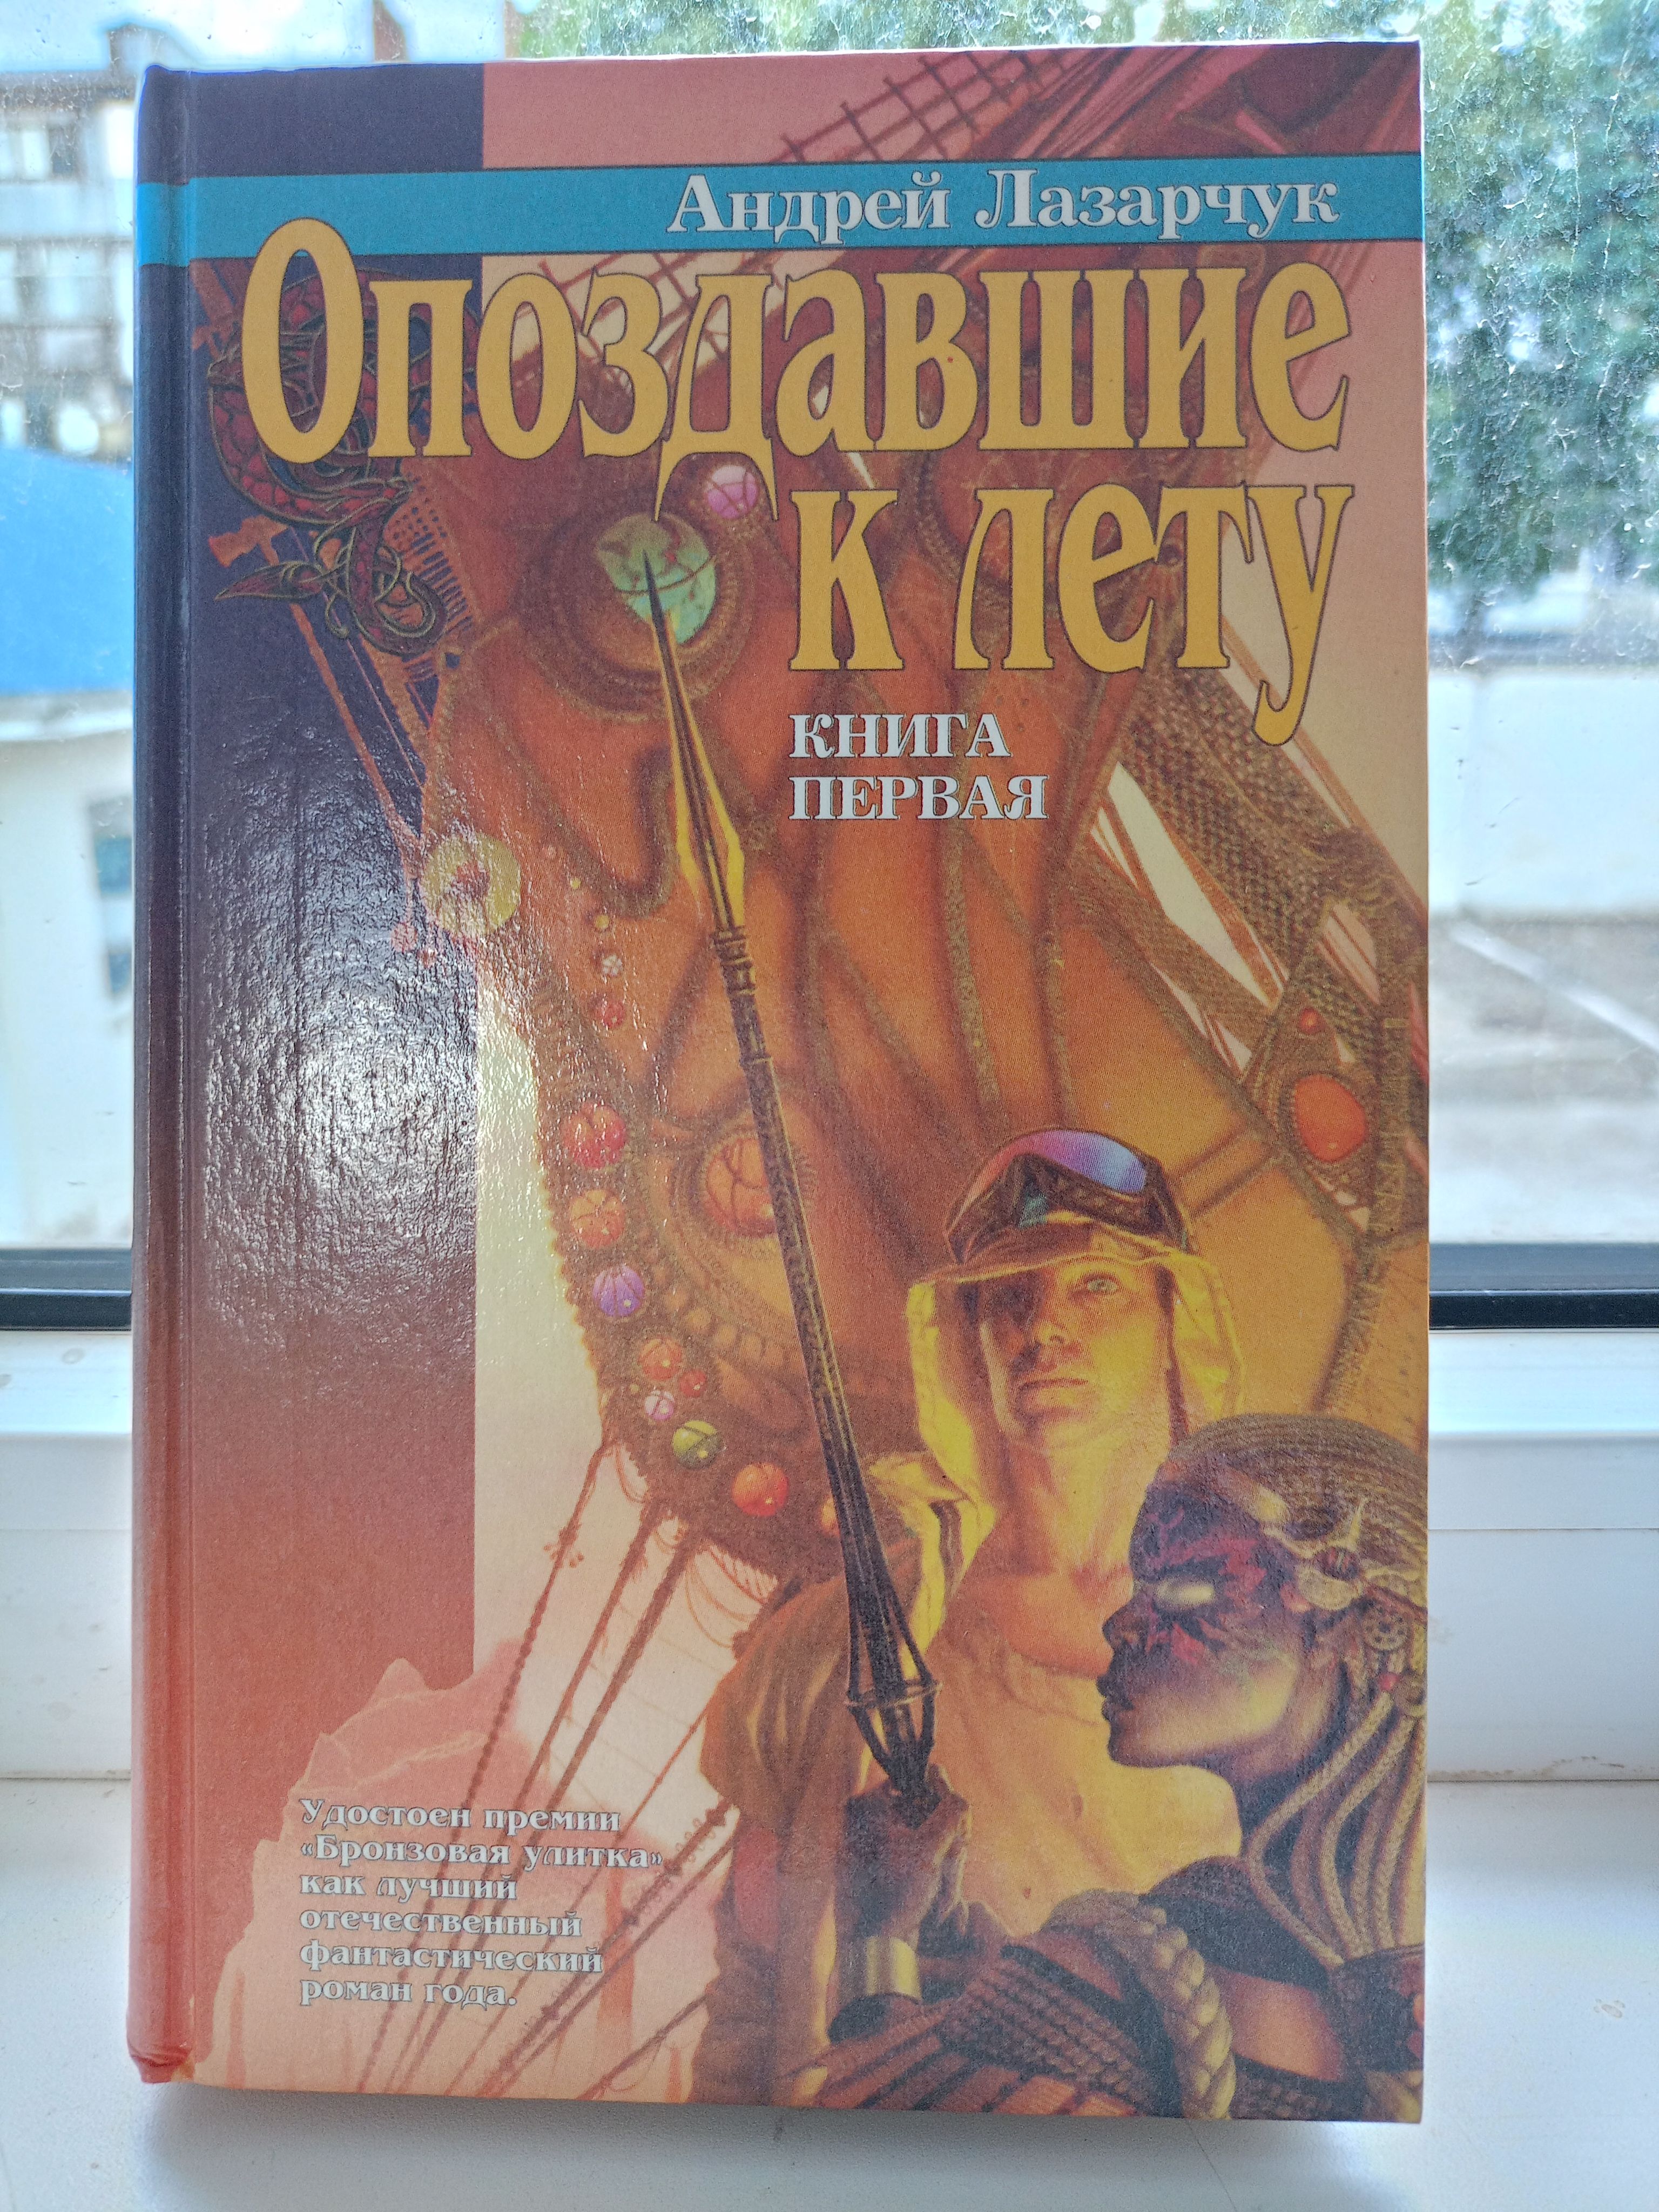 Андрей Лазарчук
Опоздавшие
к лету
КНИГА
ПЕРВАЯ
Удостоен премии
«Бронзовая улитка»
как лучший
отечественный
фантастический
роман года.